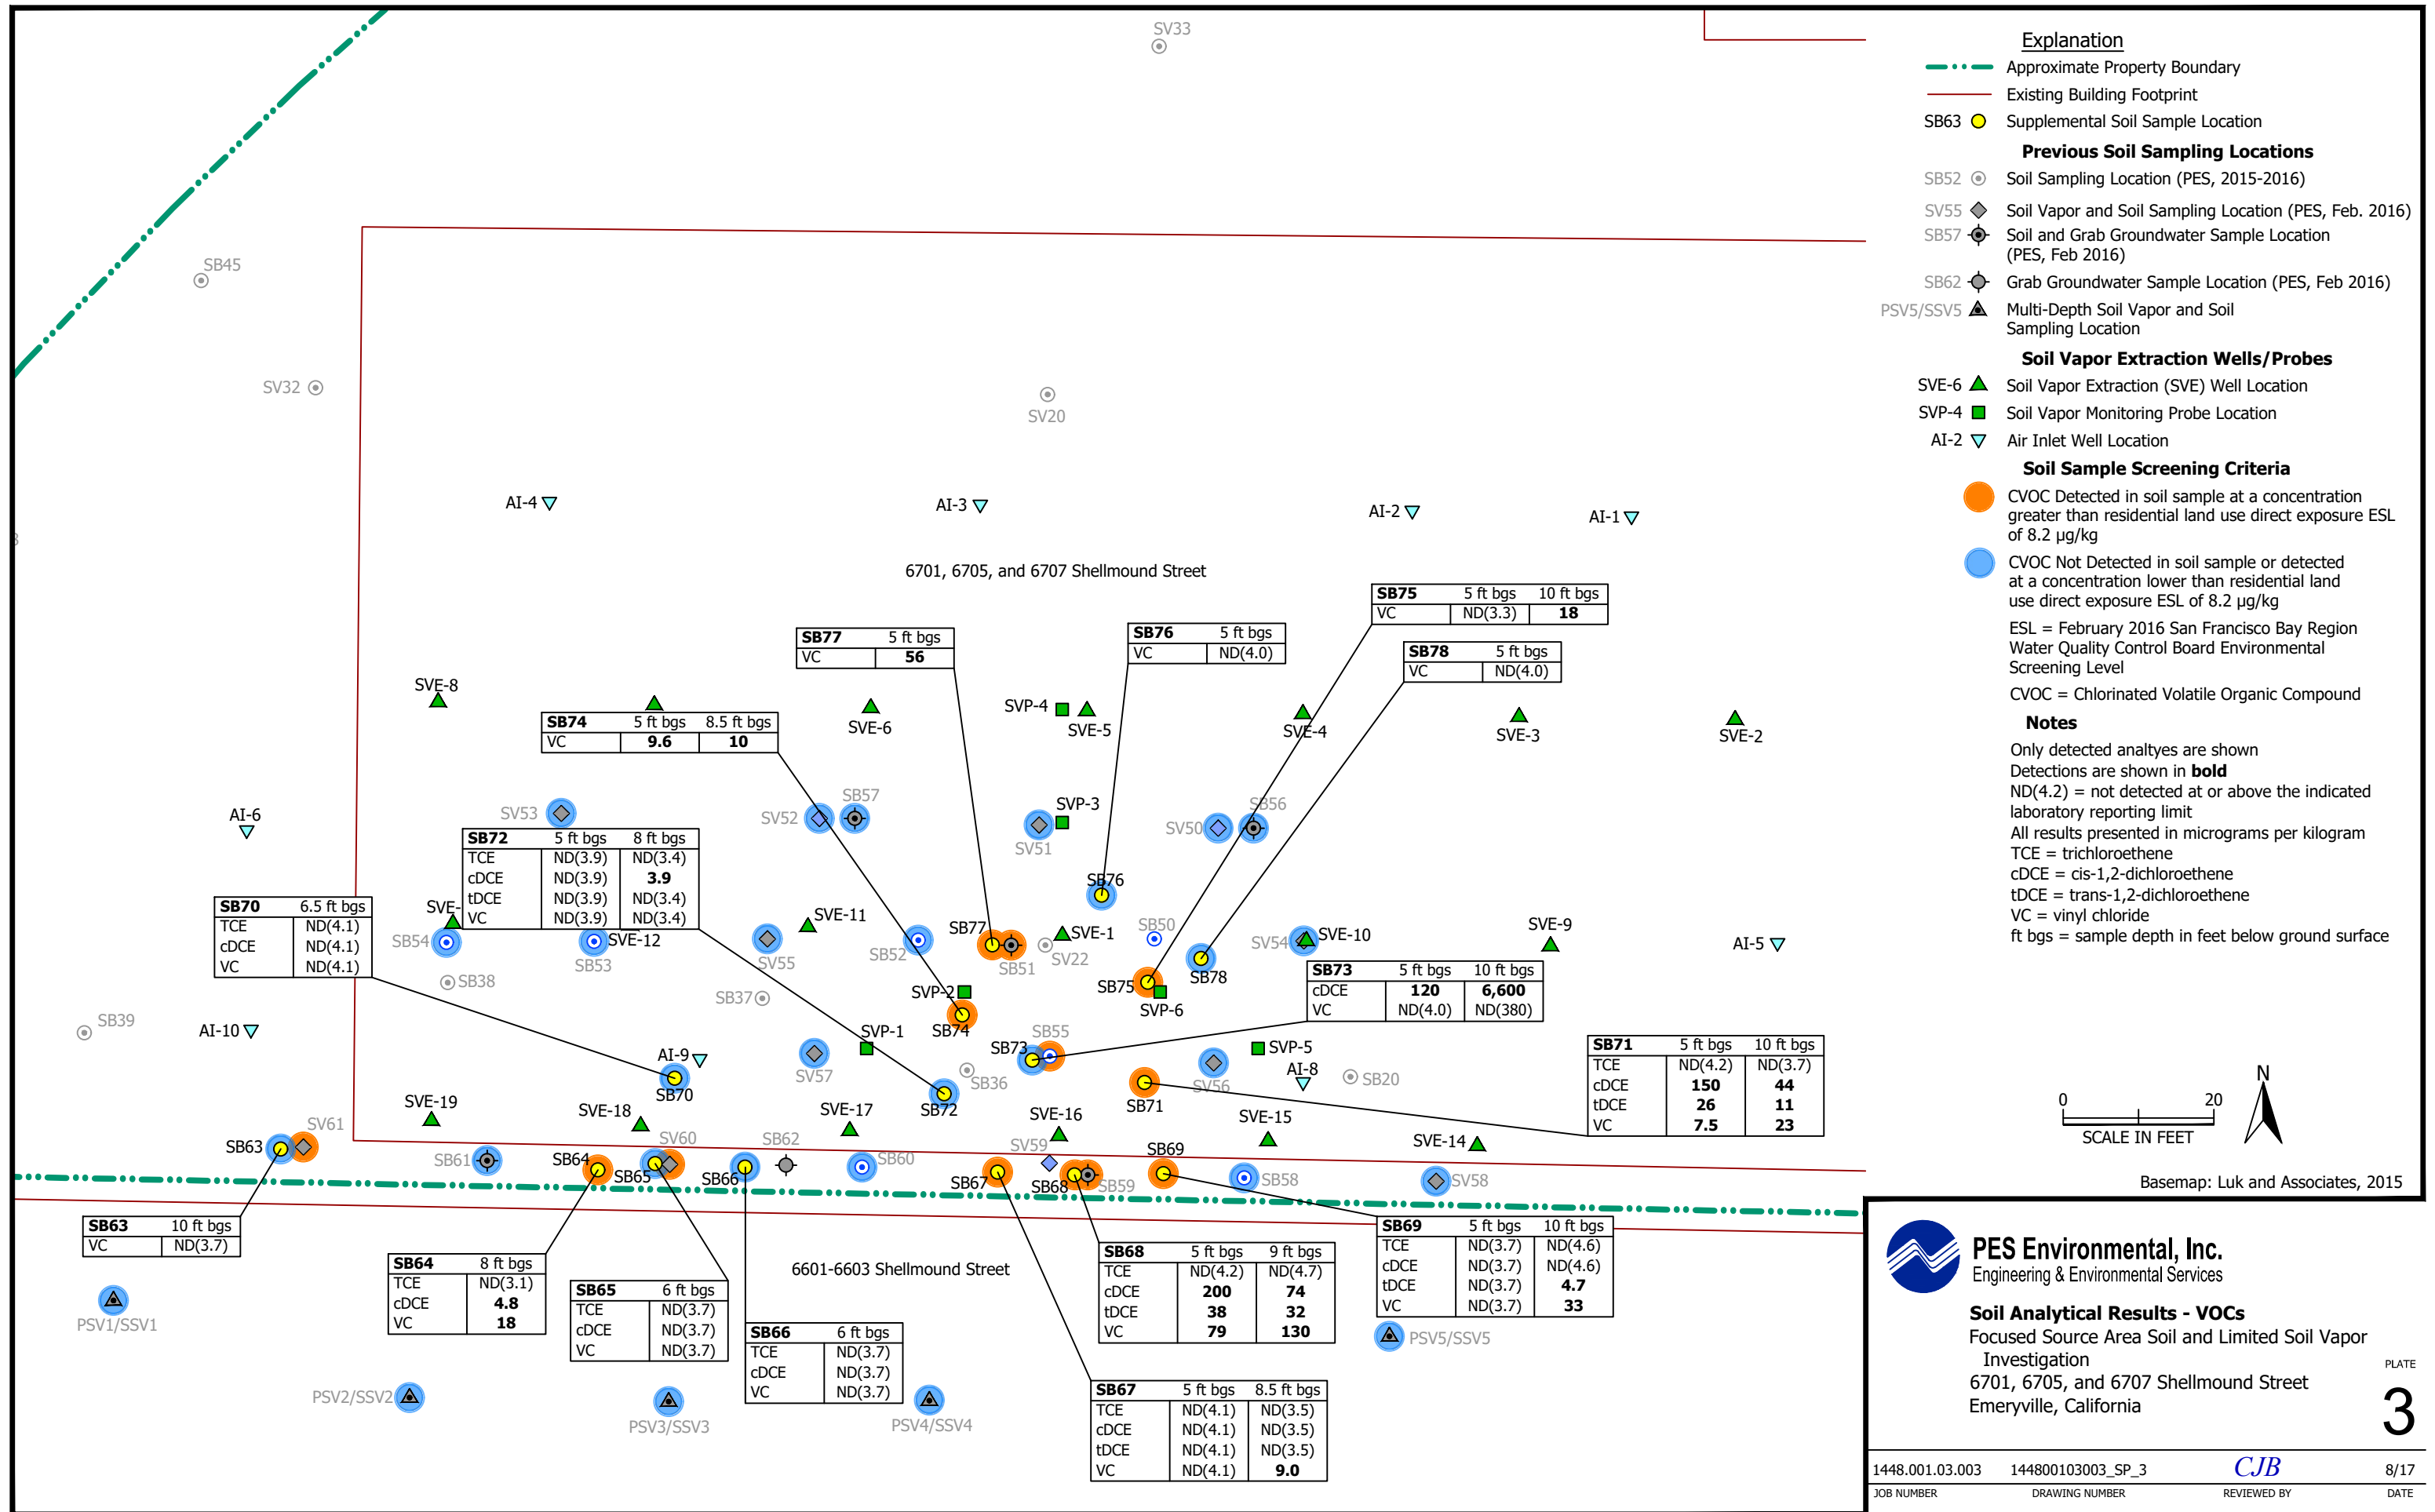 SV33
SB45
SV32
SV20
AI-4
AI-3
AI-2
AI-1
6701, 6705, and 6707 Shellmound Street
SB75 5 ft bgs 10 ft bgs
VC ND(3.3) 18
SB77 5 ft bgs
VC 56
SB76 5 ft bgs
VC ND(4.0)
SB78 5 ft bgs
VC ND(4.0)
SVE-8
SB74 5 ft bgs 8.5 ft bgs
VC 9.6 10
SVE-6
SVP-4
SVE-5
SVE-4
SVE-3
SVE-2
AI-6
SV53
SV52
SB57
SVP-3
SV51
SV50
SB56
SB72 5 ft bgs 8 ft bgs
TCE ND(3.9) ND(3.4)
cDCE ND(3.9) 3.9
tDCE ND(3.9) ND(3.4)
VC ND(3.9) ND(3.4)
SB76
SB70 6.5 ft bgs
TCE ND(4.1)
cDCE ND(4.1)
VC ND(4.1)
SVE-
SB54
SVE-12
SB53
SVE-11
SV55
SB52
SB77
SB51
SVE-1
SV22
SB50
SV54
SVE-10
SVE-9
AI-5
SB38
SB37
SVP-2
SB74
SB75
SVP-6
SB78
SB73 5 ft bgs 10 ft bgs
cDCE 120 6,600
VC ND(4.0) ND(380)
SB39
AI-10
AI-9
SB70
SVP-1
SV57
SB73
SB55
SB36
SB72
SVP-5
SV56
AI-8
SB20
SB71
SB71 5 ft bgs 10 ft bgs
TCE ND(4.2) ND(3.7)
cDCE 150 44
tDCE 26 11
VC 7.5 23
SVE-19
SVE-18
SVE-17
SVE-16
SVE-15
SVE-14
SV61
SB63
SB61
SB64
SB65
SV60
SB66
SB62
SB60
SB67
SV59
SB68
SB59
SB69
SB58
SV58
SB63 10 ft bgs
VC ND(3.7)
SB64 8 ft bgs
TCE ND(3.1)
cDCE 4.8
VC 18
SB65 6 ft bgs
TCE ND(3.7)
cDCE ND(3.7)
VC ND(3.7)
SB66 6 ft bgs
TCE ND(3.7)
cDCE ND(3.7)
VC ND(3.7)
6601-6603 Shellmound Street
SB68 5 ft bgs 9 ft bgs
TCE ND(4.2) ND(4.7)
cDCE 200 74
tDCE 38 32
VC 79 130
SB69 5 ft bgs 10 ft bgs
TCE ND(3.7) ND(4.6)
cDCE ND(3.7) ND(4.6)
tDCE ND(3.7) 4.7
VC ND(3.7) 33
SB67 5 ft bgs 8.5 ft bgs
TCE ND(4.1) ND(3.5)
cDCE ND(4.1) ND(3.5)
tDCE ND(4.1) ND(3.5)
VC ND(4.1) 9.0
PSV1/SSV1
PSV2/SSV2
PSV3/SSV3
PSV4/SSV4
PSV5/SSV5
Explanation
Approximate Property Boundary
Existing Building Footprint
SB63 Supplemental Soil Sample Location
Previous Soil Sampling Locations
SB52 Soil Sampling Location (PES, 2015-2016)
SV55 Soil Vapor and Soil Sampling Location (PES, Feb. 2016)
SB57 Soil and Grab Groundwater Sample Location
(PES, Feb 2016)
SB62 Grab Groundwater Sample Location (PES, Feb 2016)
PSV5/SSV5 Multi-Depth Soil Vapor and Soil
Sampling Location
Soil Vapor Extraction Wells/Probes
SVE-6 Soil Vapor Extraction (SVE) Well Location
SVP-4 Soil Vapor Monitoring Probe Location
AI-2 Air Inlet Well Location
Soil Sample Screening Criteria
CVOC Detected in soil sample at a concentration
greater than residential land use direct exposure ESL
of 8.2 µg/kg
CVOC Not Detected in soil sample or detected
at a concentration lower than residential land
use direct exposure ESL of 8.2 µg/kg
ESL = February 2016 San Francisco Bay Region
Water Quality Control Board Environmental
Screening Level
CVOC = Chlorinated Volatile Organic Compound
Notes
Only detected analtyes are shown
Detections are shown in bold
ND(4.2) = not detected at or above the indicated
laboratory reporting limit
All results presented in micrograms per kilogram
TCE = trichloroethene
cDCE = cis-1,2-dichloroethene
tDCE = trans-1,2-dichloroethene
VC = vinyl chloride
ft bgs = sample depth in feet below ground surface
0 20
SCALE IN FEET
N
Basemap: Luk and Associates, 2015
PES Environmental, Inc.
Engineering & Environmental Services
Soil Analytical Results - VOCs
Focused Source Area Soil and Limited Soil Vapor
Investigation
6701, 6705, and 6707 Shellmound Street
Emeryville, California
PLATE
3
1448.001.03.003 144800103003_SP_3 CJB 8/17
JOB NUMBER DRAWING NUMBER REVIEWED BY DATE